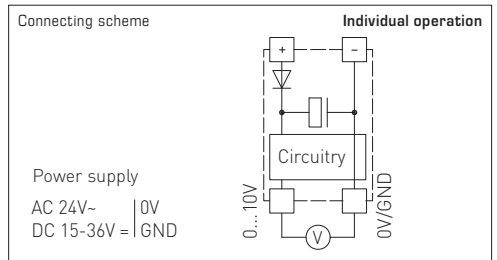 Connecting scheme
Individual operation
+ −
Circuitry
Power supply
AC 24V~ 0V
DC 15-36V = GND
0...10V
0V/GND
V